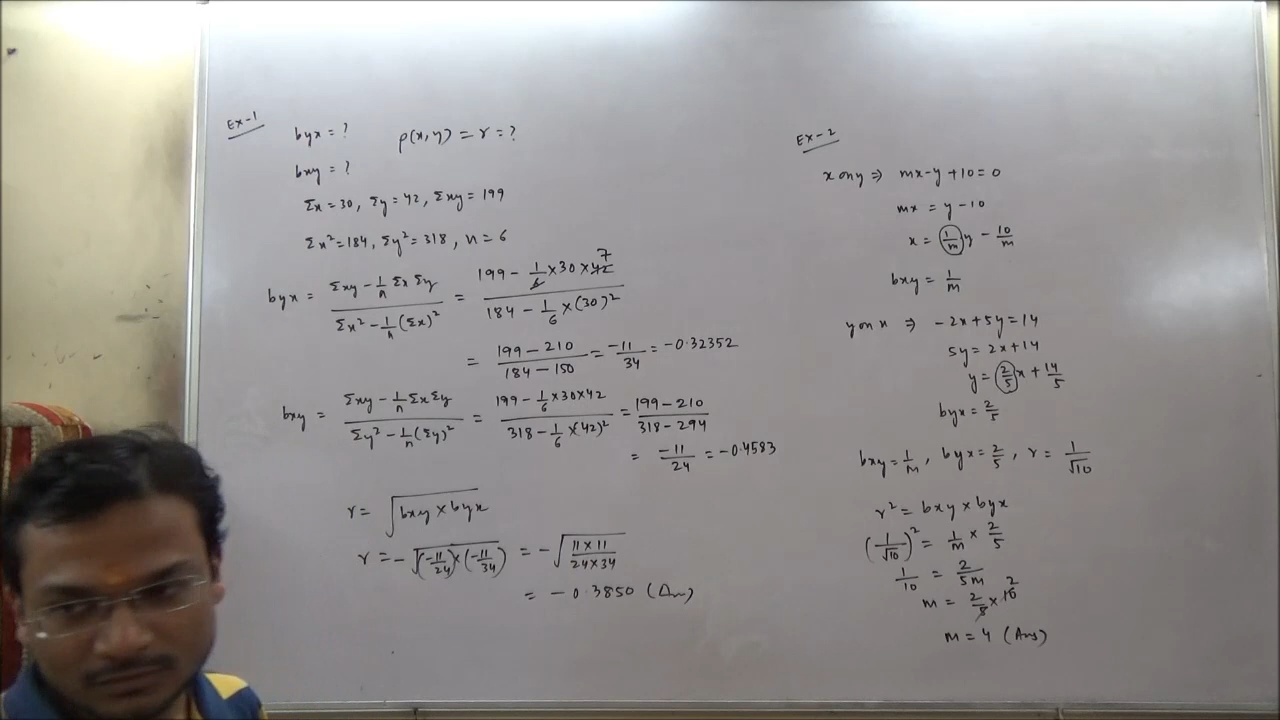 Ex-1
byx = ? ρ(x,y) = r = ?
bxy = ?
Σx=30, Σy=42, Σxy=199
Σx²=184, Σy²=318, n=6
byx = (Σxy - 1/n Σx Σy)/(Σx² - 1/n (Σx)²) = (199 - 1/6 × 30 × 42 7)/(184 - 1/6 × (30)²)
= (199 - 210)/(184 - 150) = -11/34 = -0.32352
bxy = (Σxy - 1/n Σx Σy)/(Σy² - 1/n (Σy)²) = (199 - 1/6 × 30 × 42)/(318 - 1/6 × (42)²) = (199 - 210)/(318 - 294)
= -11/24 = -0.4583
r = √(bxy × byx)
r = -√((-11/24) × (-11/34)) = -√((11 × 11)/(24 × 34))
= -0.3850 (Ans)
Ex-2
x on y ⇒ mx - y + 10 = 0
mx = y - 10
x = (1/m) y - 10/m
bxy = 1/m
y on x ⇒ -2x + 5y = 14
5y = 2x + 14
y = (2/5) x + 14/5
byx = 2/5
bxy = 1/m, byx = 2/5, r = 1/√10
r² = bxy × byx
(1/√10)² = 1/m × 2/5
1/10 = 2/5m
m = 2/5 × 10 2
m = 4 (Ans)